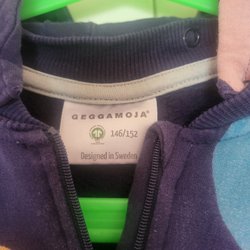 GEGGAMOJA®
146/152
Designed in Sweden